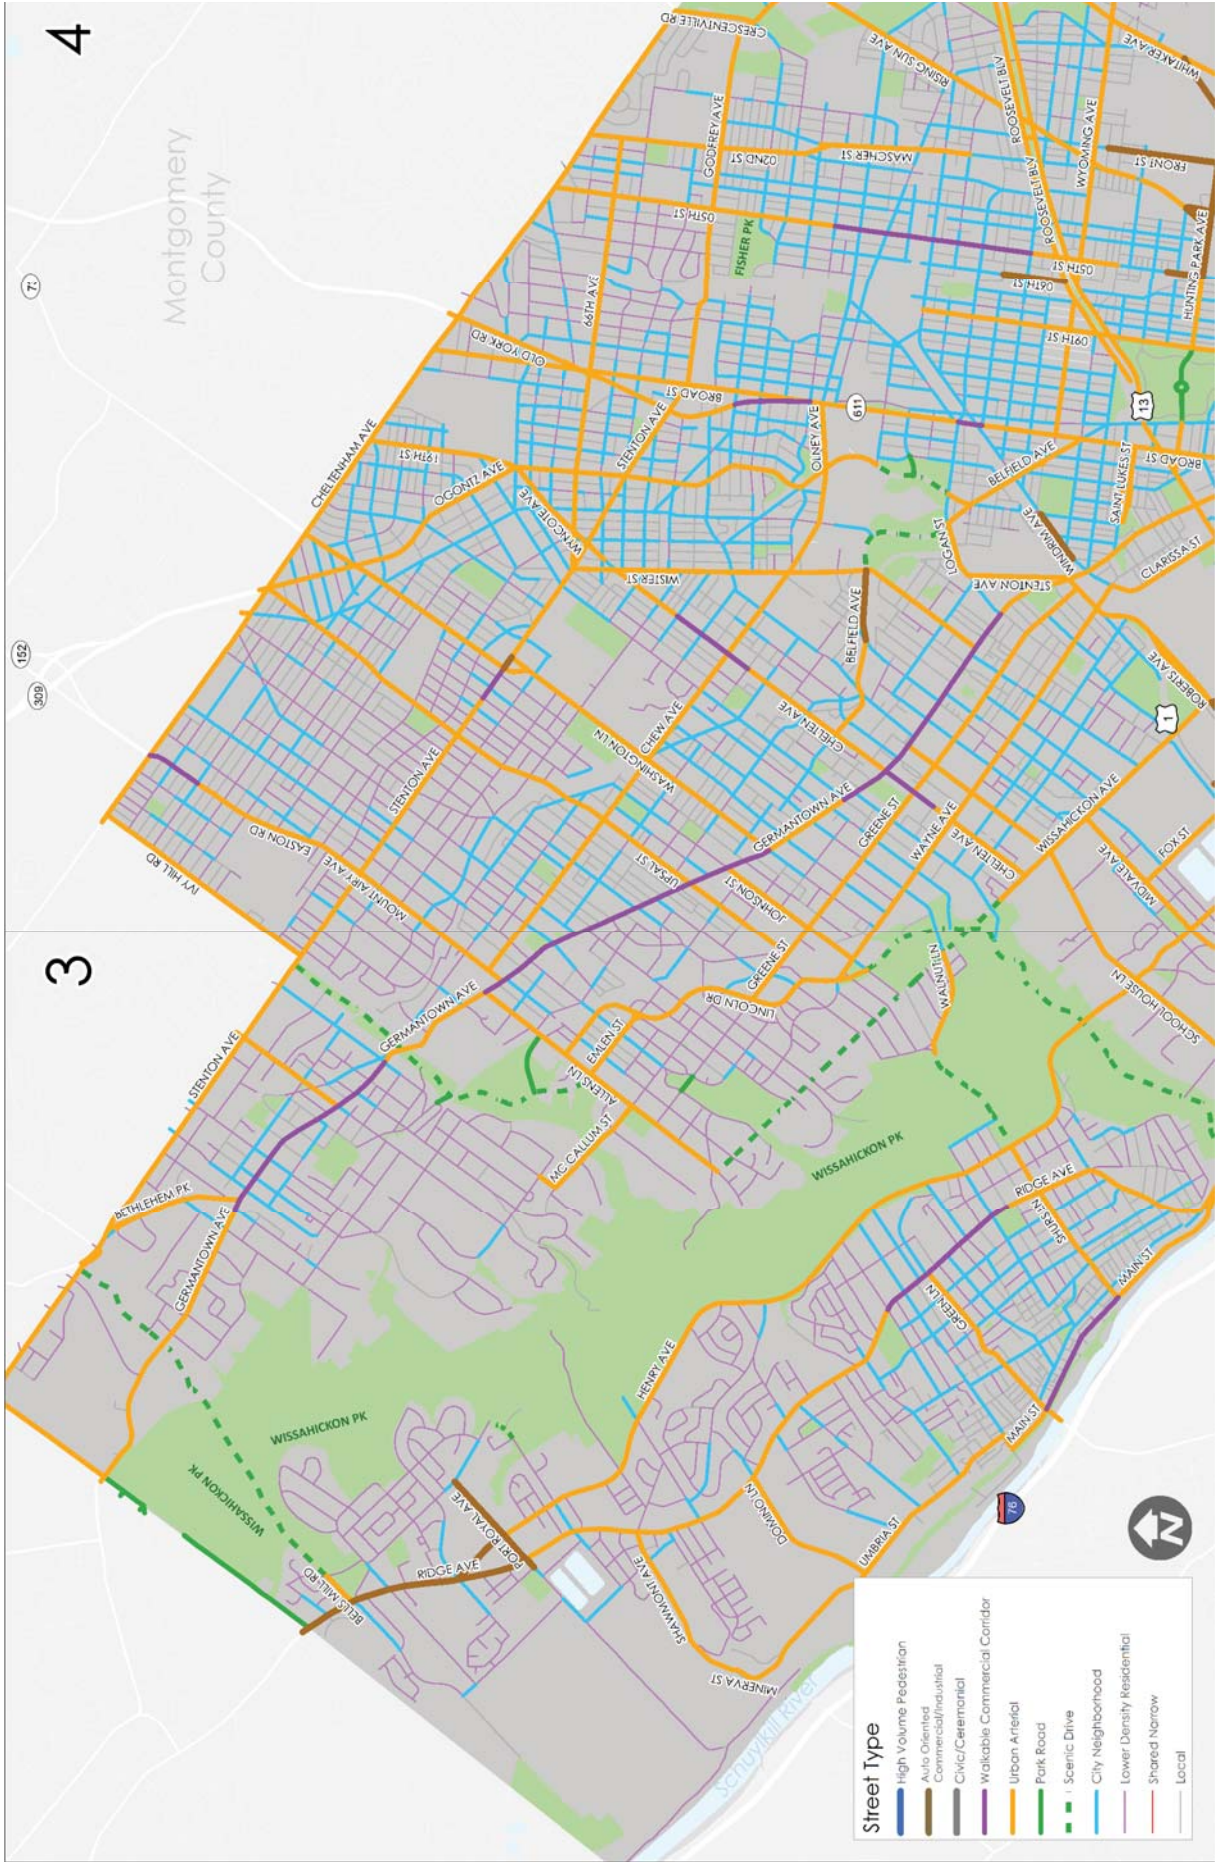 3
4
Montgomery
County
73
152
309
STENTON AVE
BETHLEHEM PK
GERMANTOWN AVE
GERMANTOWN AVE
WISSAHICKON PK
WISSAHICKON PK
BELLS MILL RD
RIDGE AVE
PORT ROYAL AVE
SHAWMONT AVE
MINERVA ST
Schuylkill River
DOMINO LN
UMBRIA ST
HENRY AVE
WISSAHICKON PK
MC CALLUM ST
ALLENS LN
EMLEN ST
LINCOLN DR
GREENE ST
WALNUT LN
GREEN LN
SHURS LN
RIDGE AVE
MAIN ST
MAIN ST
76
SCHOOL HOUSE LN
IVY HILL RD
EASTON RD
MOUNT AIRY AVE
STENTON AVE
UPSAL ST
JOHNSON ST
WASHINGTON LN
CHEW AVE
CHELTEN AVE
GERMANTOWN AVE
GREENE ST
WAYNE AVE
CHELTEN AVE
WISSAHICKON AVE
MIDVALE AVE
FOX ST
ROBERTS AVE
1
CHELTENHAM AVE
19TH ST
OGONTZ AVE
WYNCOTE AVE
STENTON AVE
WISTER ST
BELFIELD AVE
LOGAN ST
STENTON AVE
WINDRIM AVE
CLARISSA ST
BELFIELD AVE
SAINT LUKES ST
BROAD ST
13
OLD YORK RD
BROAD ST
OLNEY AVE
611
66TH AVE
05TH ST
FISHER PK
GODFREY AVE
02ND ST
MASCHER ST
CRESCENTVILLE RD
RISING SUN AVE
ROOSEVELT BLV
ROOSEVELT BLV
05TH ST
06TH ST
09TH ST
WYOMING AVE
WHITAKER AVE
FRONT ST
HUNTING PARK AVE
N
Street Type
High Volume Pedestrian
Auto Oriented
Commercial/Industrial
Civic/Ceremonial
Walkable Commercial Corridor
Urban Arterial
Park Road
Scenic Drive
City Neighborhood
Lower Density Residential
Shared Narrow
Local